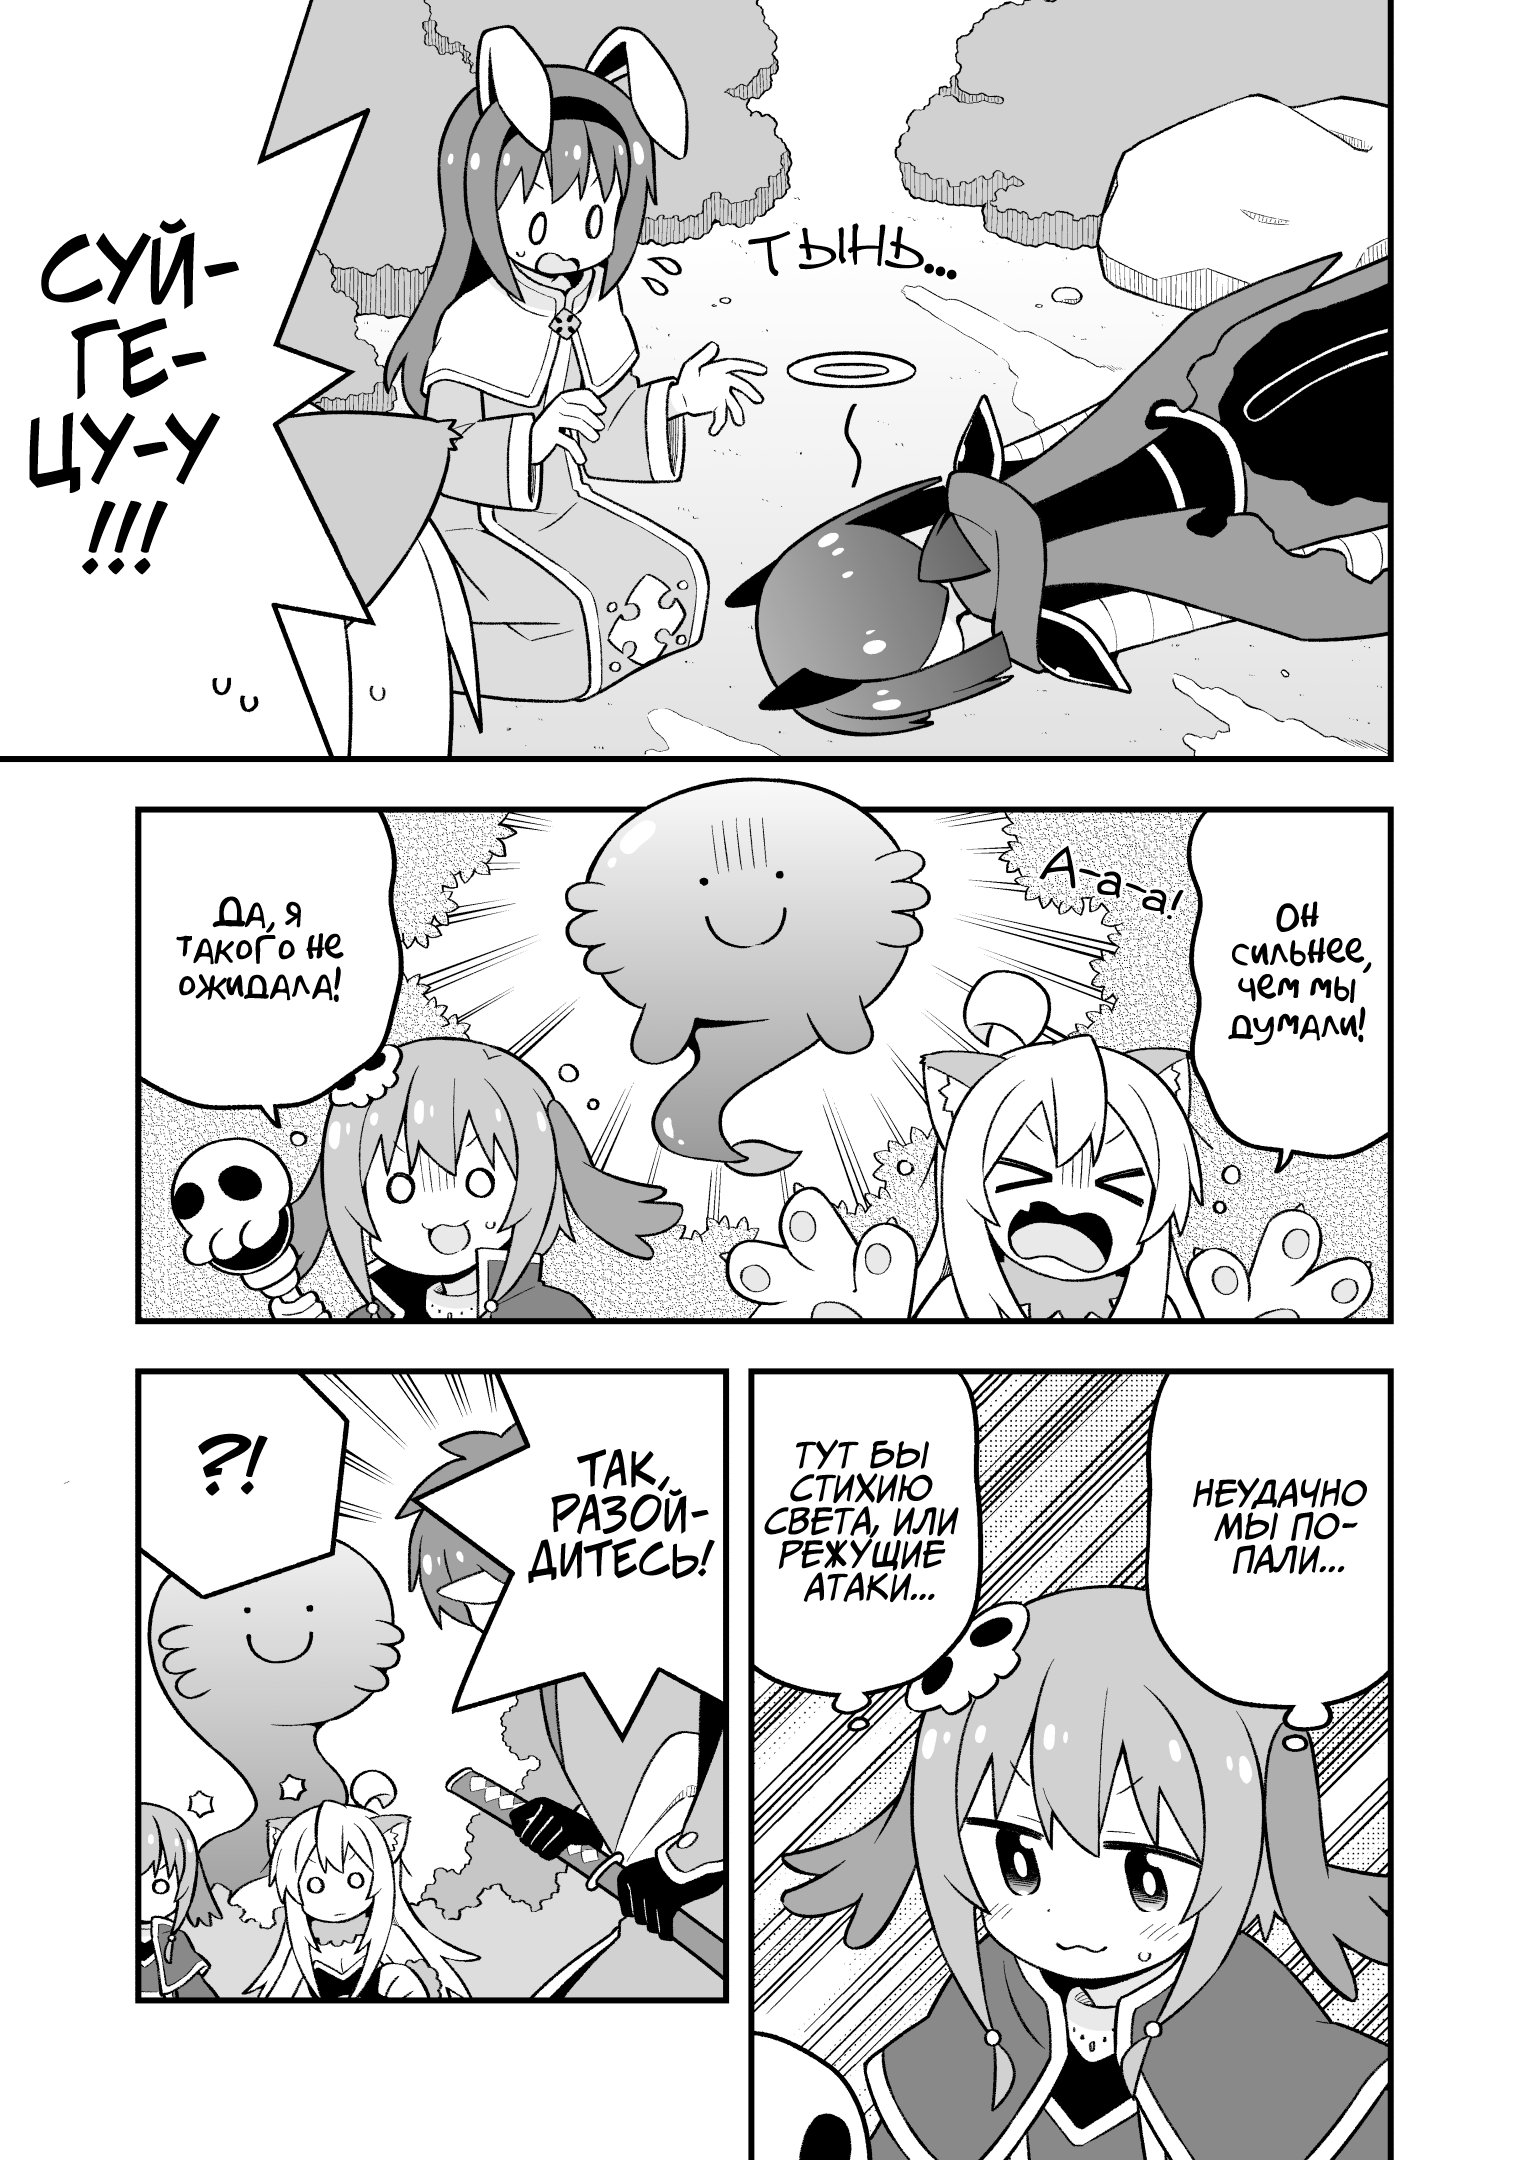 ТЫНЬ...
СУЙ-
ГЕ-
ЦУ-У
!!!
ОН
СИЛЬНЕЕ,
ЧЕМ МЫ
ДУМАЛИ!
А-а-а!
ДА, Я
ТАКОГО НЕ
ОЖИДАЛА!
НЕУДАЧНО
МЫ ПО-
ПАЛИ...
ТУТ БЫ
СТИХИЮ
СВЕТА, ИЛИ
РЕЖУЩИЕ
АТАКИ...
ТАК,
РАЗОЙ-
ДИТЕСЬ!
?!